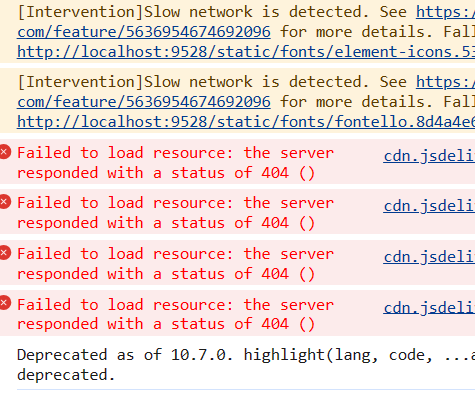 [Intervention]Slow network is detected. See https:/
com/feature/5636954674692096 for more details. Fal
http://localhost:9528/static/fonts/element-icons.53
[Intervention]Slow network is detected. See https:/
com/feature/5636954674692096 for more details. Fal
http://localhost:9528/static/fonts/fontello.8d4a4e6
Failed to load resource: the server cdn.jsdeli
responded with a status of 404 ()
Failed to load resource: the server cdn.jsdeli
responded with a status of 404 ()
Failed to load resource: the server cdn.jsdeli
responded with a status of 404 ()
Failed to load resource: the server cdn.jsdeli
responded with a status of 404 ()
Deprecated as of 10.7.0. highlight(lang, code, ...a
deprecated.